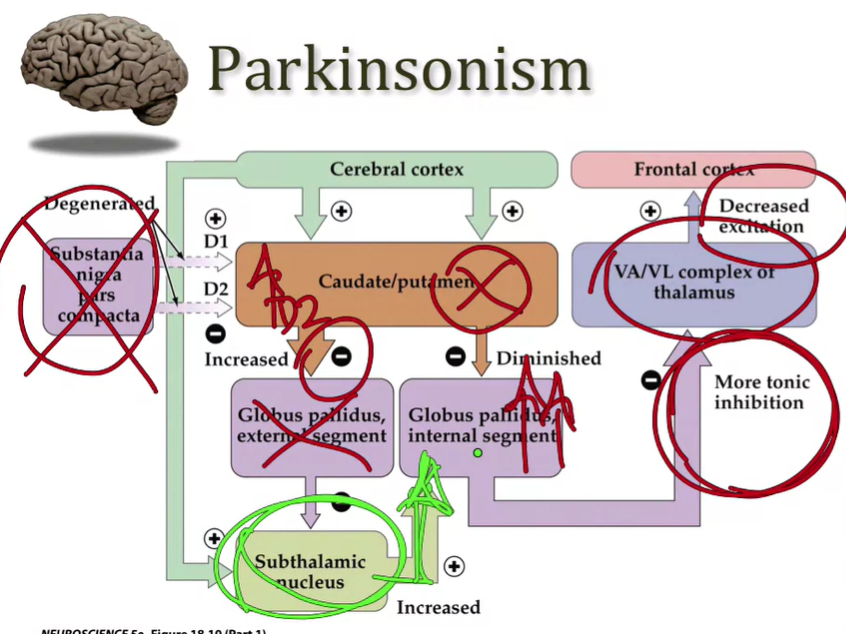 Parkinsonism
Cerebral cortex
Frontal cortex
Degenerated
+
+
+
+
Decreased
excitation
D1
Substantia
nigra
pars
compacta
Caudate/putamen
VA/VL complex of
thalamus
D2
D2
−
Increased
−
−
Diminished
−
More tonic
inhibition
Globus pallidus,
external segment
Globus pallidus,
internal segment
−
+
Subthalamic
nucleus
+
Increased
NEUROSCIENCE 5e, Figure 18.10 (Part 1)